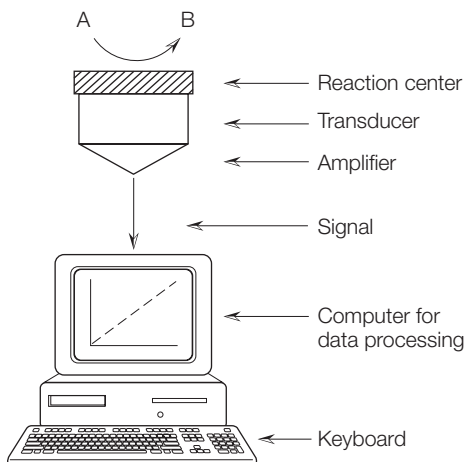 A B
Reaction center
Transducer
Amplifier
Signal
Computer for
data processing
Keyboard